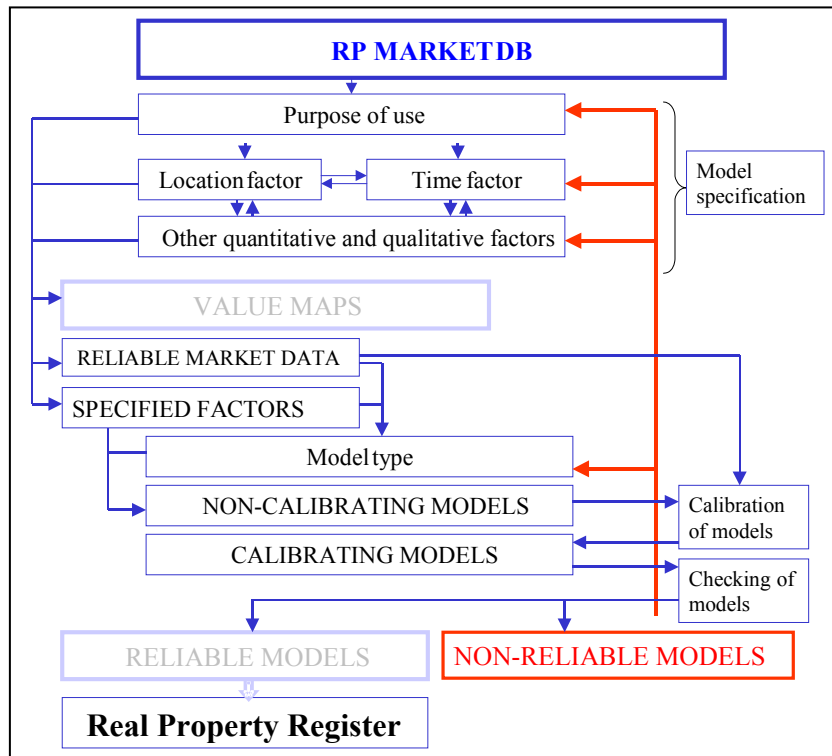 RP MARKET DB
Purpose of use
Location factor
Time factor
Model
specification
Other quantitative and qualitative factors
VALUE MAPS
RELIABLE MARKET DATA
SPECIFIED FACTORS
Model type
NON-CALIBRATING MODELS
Calibration
of models
CALIBRATING MODELS
Checking of
models
RELIABLE MODELS
NON-RELIABLE MODELS
Real Property Register